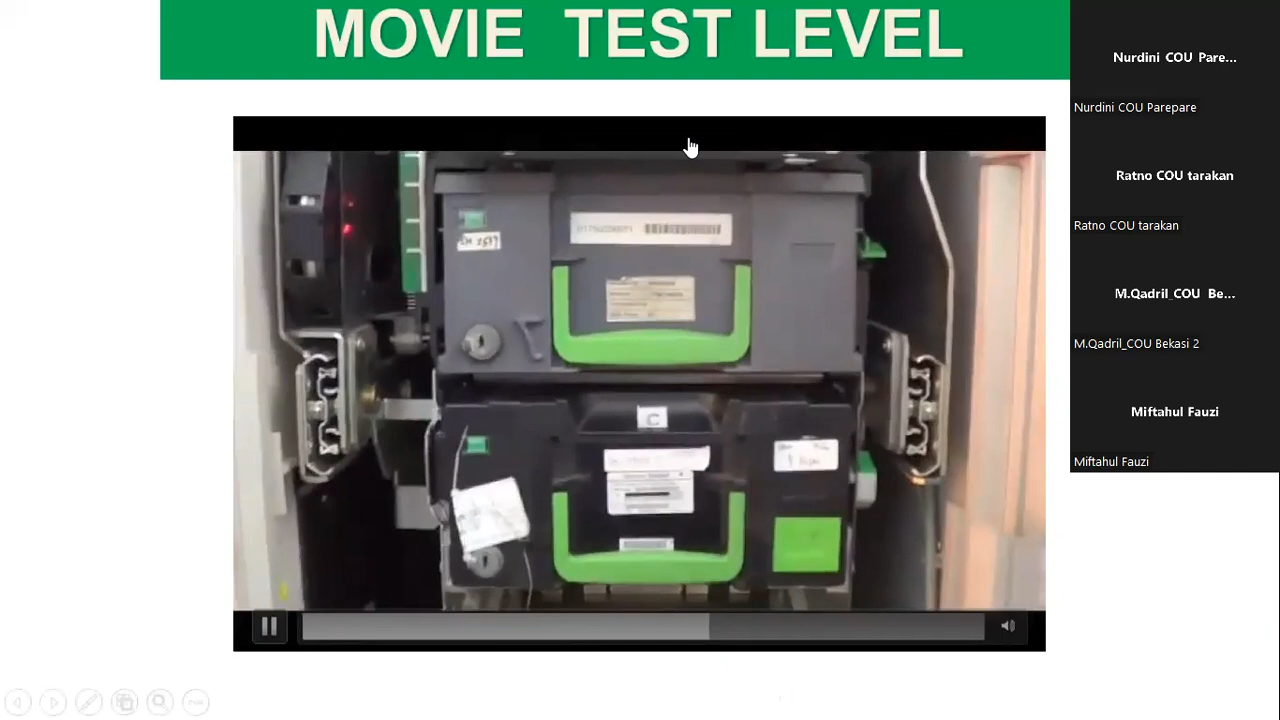 MOVIE TEST LEVEL
Nurdini COU Pare...
Nurdini COU Parepare
Ratno COU tarakan
Ratno COU tarakan
M.Qadril_COU Be...
M.Qadril_COU Bekasi 2
Miftahul Fauzi
Miftahul Fauzi
C